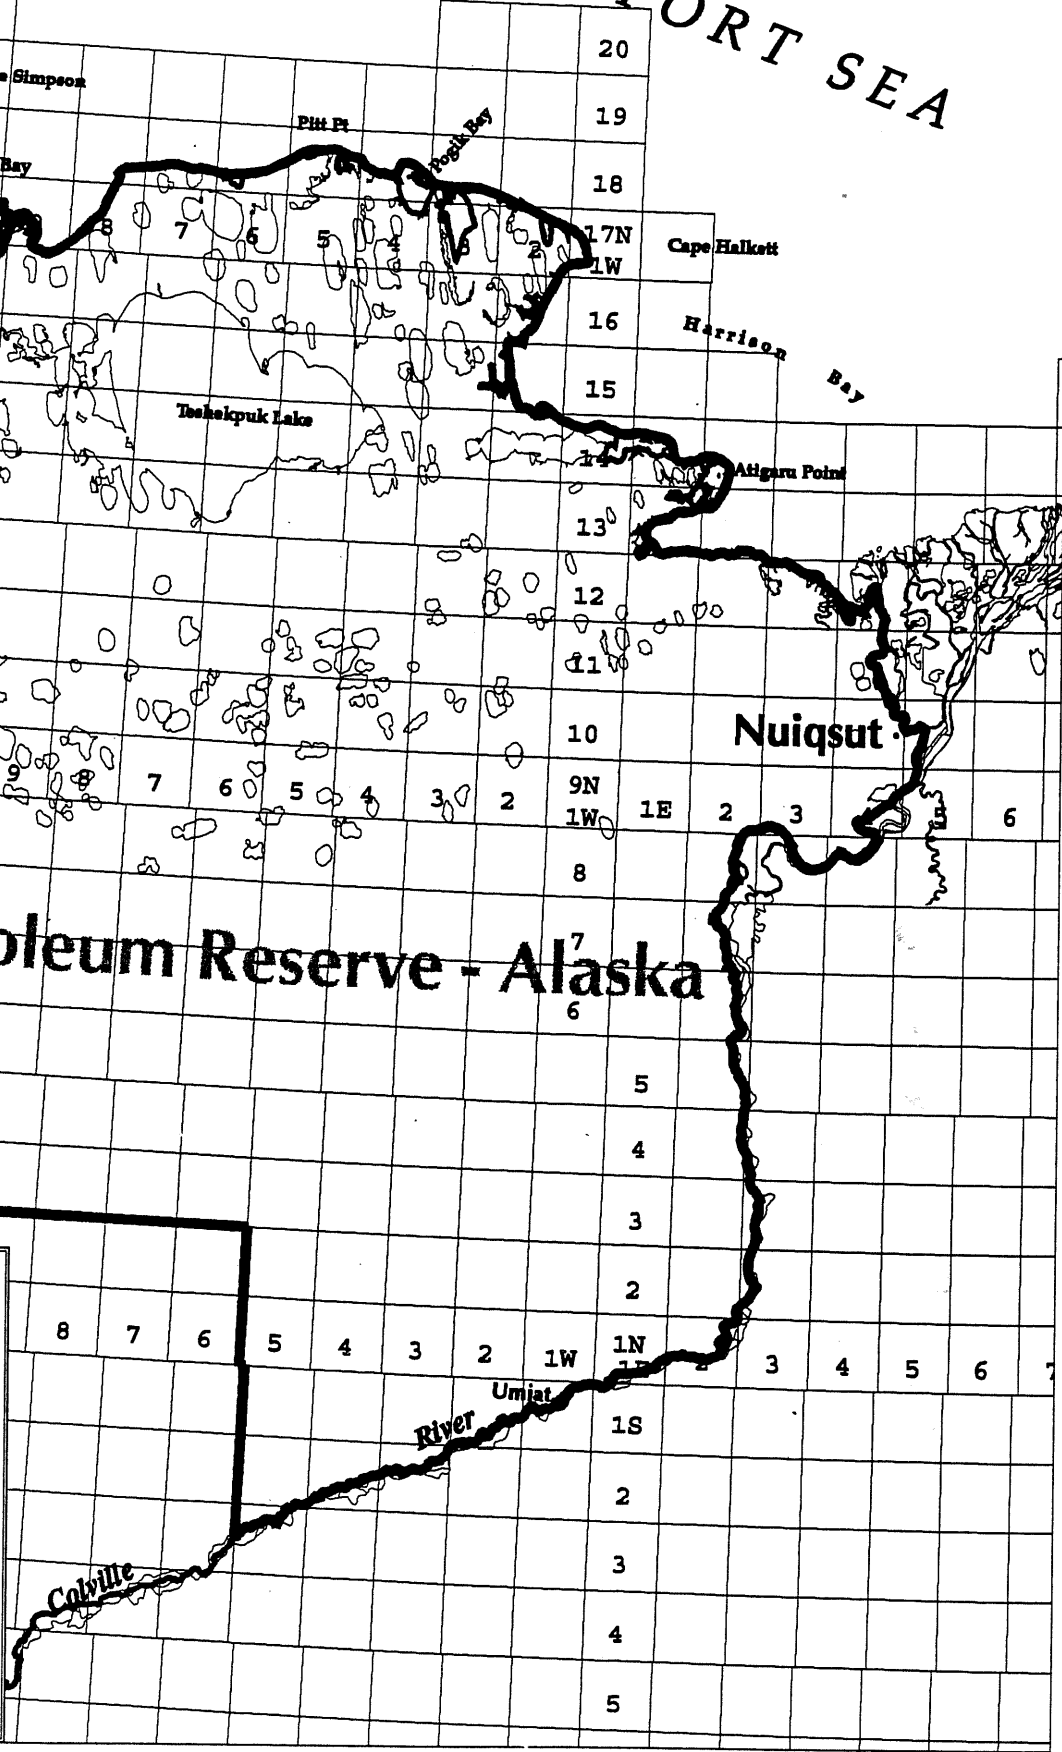 ORT SEA
20
e Simpson
19
Pitt Pt
Pogik Bay
Bay
18
8 7 6 5 4 3 2 17N
1W
Cape Halkett
16
Harrison Bay
15
Teshekpuk Lake
14
Atigaru Point
13
12
11
10
Nuiqsut
9 8 7 6 5 4 3 2 9N
1W 1E 2 3 5 6
8
7
oleum Reserve - Alaska
6
5
4
3
2
1N
8 7 6 5 4 3 2 1W 1E 2 3 4 5 6 7
Umiat
River
1S
2
3
Colville
4
5